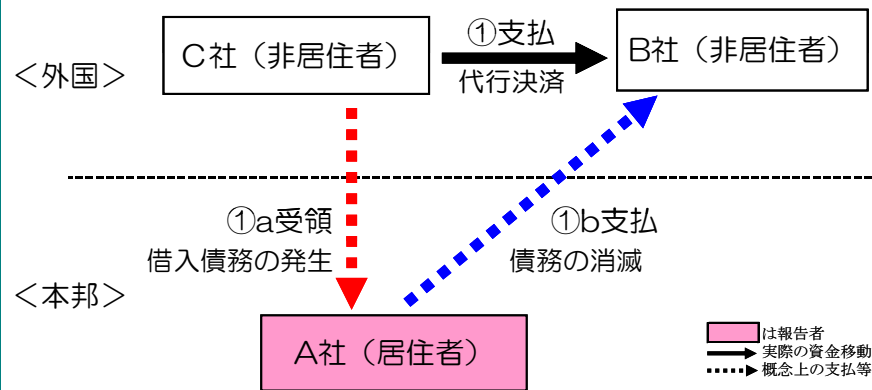 ①支払
C社（非居住者）
B社（非居住者）
＜外国＞
代行決済
①a受領
①b支払
借入債務の発生
債務の消滅
＜本邦＞
A社（居住者）
は報告者
実際の資金移動
概念上の支払等